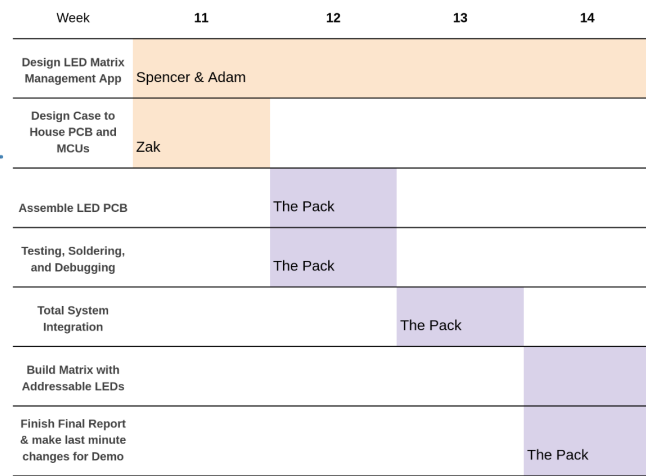 Week 11 12 13 14
Design LED Matrix
Management App
Spencer & Adam
Design Case to
House PCB and
MCUs
Zak
Assemble LED PCB
The Pack
Testing, Soldering,
and Debugging
The Pack
Total System
Integration
The Pack
Build Matrix with
Addressable LEDs
Finish Final Report
& make last minute
changes for Demo
The Pack